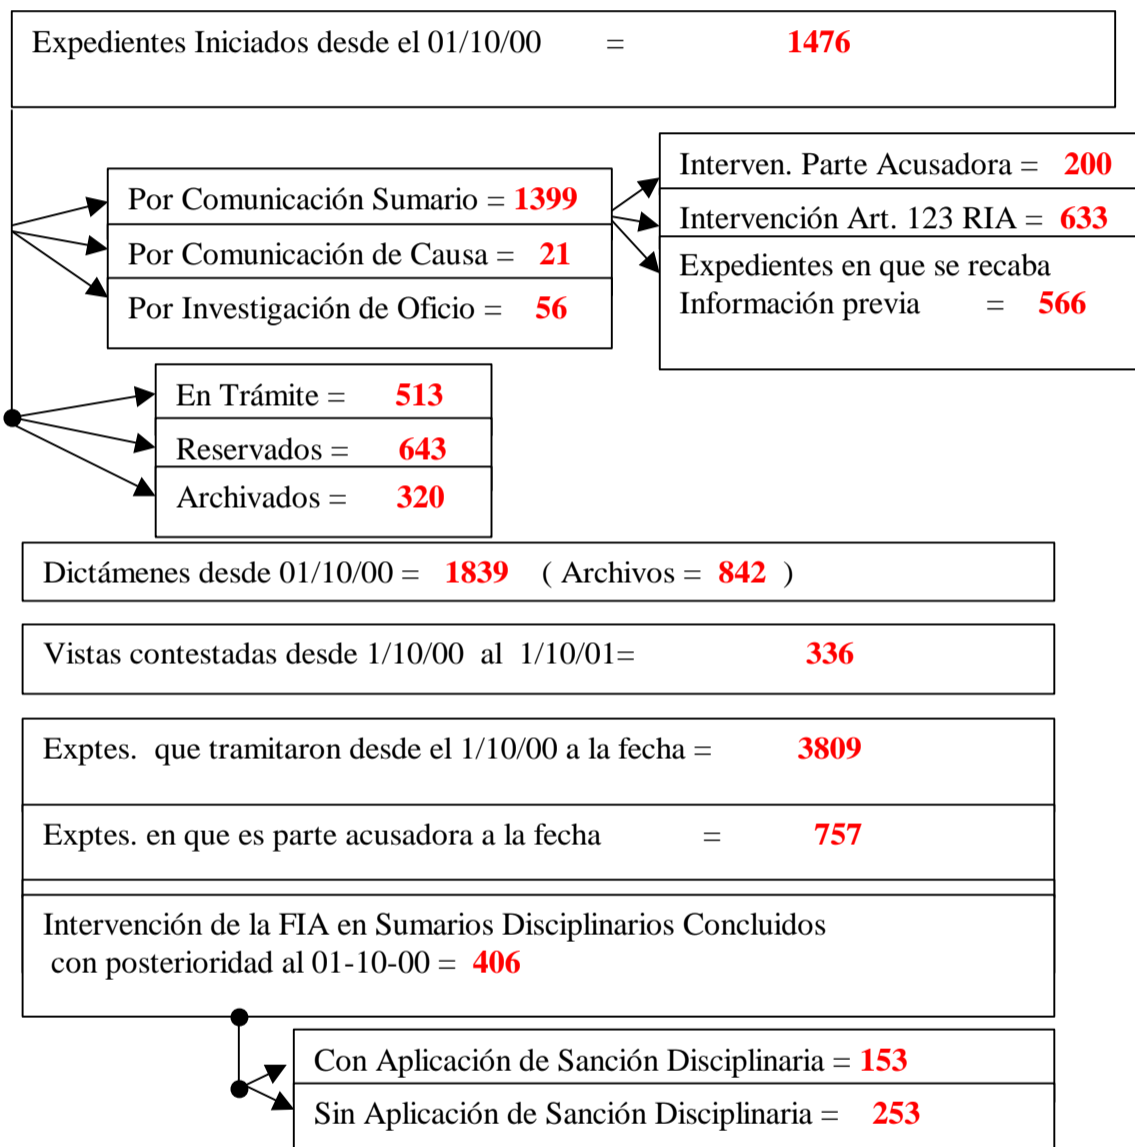 Expedientes Iniciados desde el 01/10/00 = 1476
Por Comunicación Sumario = 1399
Por Comunicación de Causa = 21
Por Investigación de Oficio = 56
Interven. Parte Acusadora = 200
Intervención Art. 123 RIA = 633
Expedientes en que se recaba
Información previa = 566
En Trámite = 513
Reservados = 643
Archivados = 320
Dictámenes desde 01/10/00 = 1839 ( Archivos = 842 )
Vistas contestadas desde 1/10/00 al 1/10/01= 336
Exptes. que tramitaron desde el 1/10/00 a la fecha = 3809
Exptes. en que es parte acusadora a la fecha = 757
Intervención de la FIA en Sumarios Disciplinarios Concluidos
con posterioridad al 01-10-00 = 406
Con Aplicación de Sanción Disciplinaria = 153
Sin Aplicación de Sanción Disciplinaria = 253